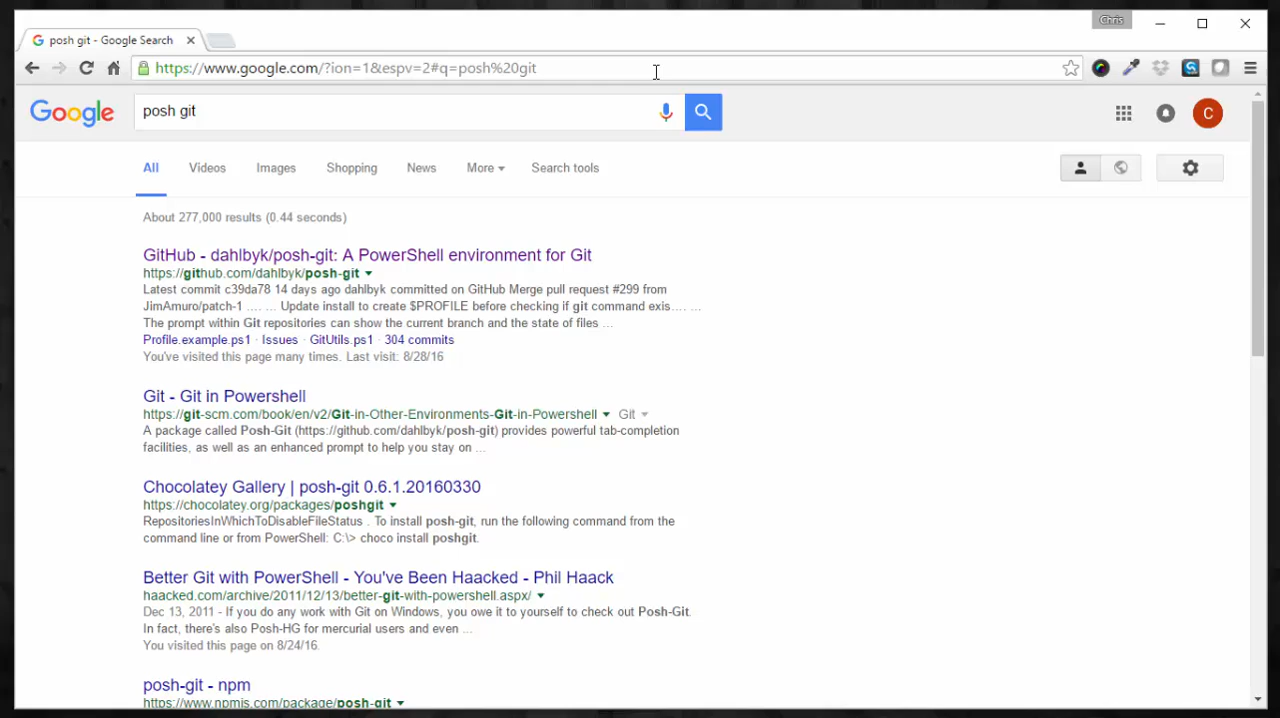 Chris
posh git - Google Search
https://www.google.com/?ion=1&espv=2#q=posh%20git
Google
posh git
C
All Videos Images Shopping News More Search tools
About 277,000 results (0.44 seconds)
GitHub - dahlbyk/posh-git: A PowerShell environment for Git
https://github.com/dahlbyk/posh-git
Latest commit c39da78 14 days ago dahlbyk committed on GitHub Merge pull request #299 from
JimAmuro/patch-1 .... ... Update install to create $PROFILE before checking if git command exis.... ...
The prompt within Git repositories can show the current branch and the state of files ...
Profile.example.ps1 · Issues · GitUtils.ps1 · 304 commits
You've visited this page many times. Last visit: 8/28/16
Git - Git in Powershell
https://git-scm.com/book/en/v2/Git-in-Other-Environments-Git-in-Powershell Git
A package called Posh-Git (https://github.com/dahlbyk/posh-git) provides powerful tab-completion
facilities, as well as an enhanced prompt to help you stay on ...
Chocolatey Gallery | posh-git 0.6.1.20160330
https://chocolatey.org/packages/poshgit
RepositoriesInWhichToDisableFileStatus . To install posh-git, run the following command from the
command line or from PowerShell: C:\> choco install poshgit.
Better Git with PowerShell - You've Been Haacked - Phil Haack
haacked.com/archive/2011/12/13/better-git-with-powershell.aspx/
Dec 13, 2011 - If you do any work with Git on Windows, you owe it to yourself to check out Posh-Git.
In fact, there's also Posh-HG for mercurial users and even ...
You visited this page on 8/24/16.
posh-git - npm
https://www.npmjs.com/package/posh-git